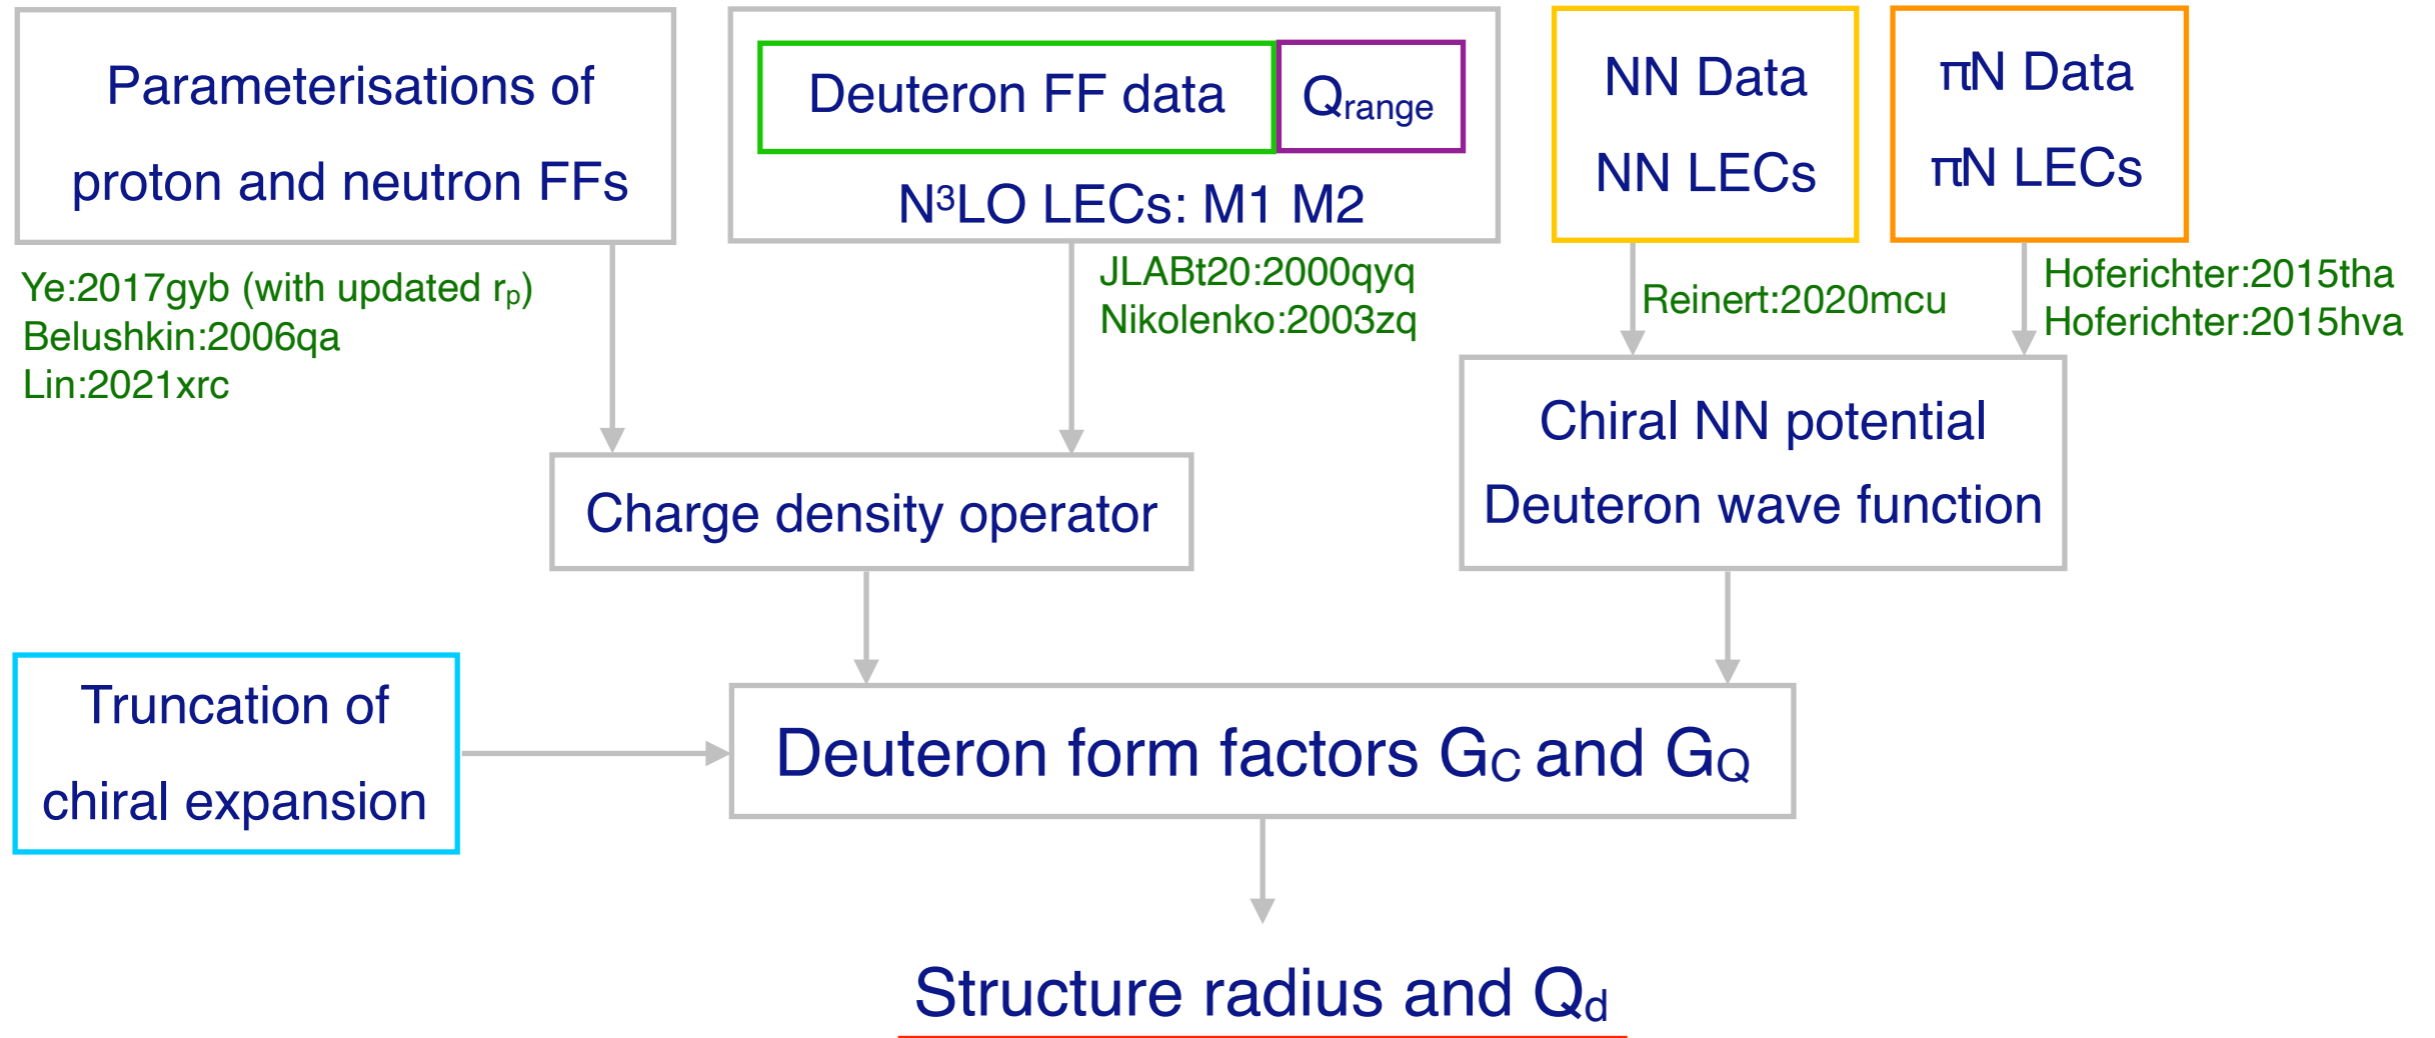 Parameterisations of
proton and neutron FFs
Deuteron FF data
Qrange
N³LO LECs: M1 M2
NN Data
NN LECs
πN Data
πN LECs
Ye:2017gyb (with updated rp)
Belushkin:2006qa
Lin:2021xrc
JLABt20:2000qyq
Nikolenko:2003zq
Reinert:2020mcu
Hoferichter:2015tha
Hoferichter:2015hva
Charge density operator
Chiral NN potential
Deuteron wave function
Truncation of
chiral expansion
Deuteron form factors GC and GQ
Structure radius and Qd